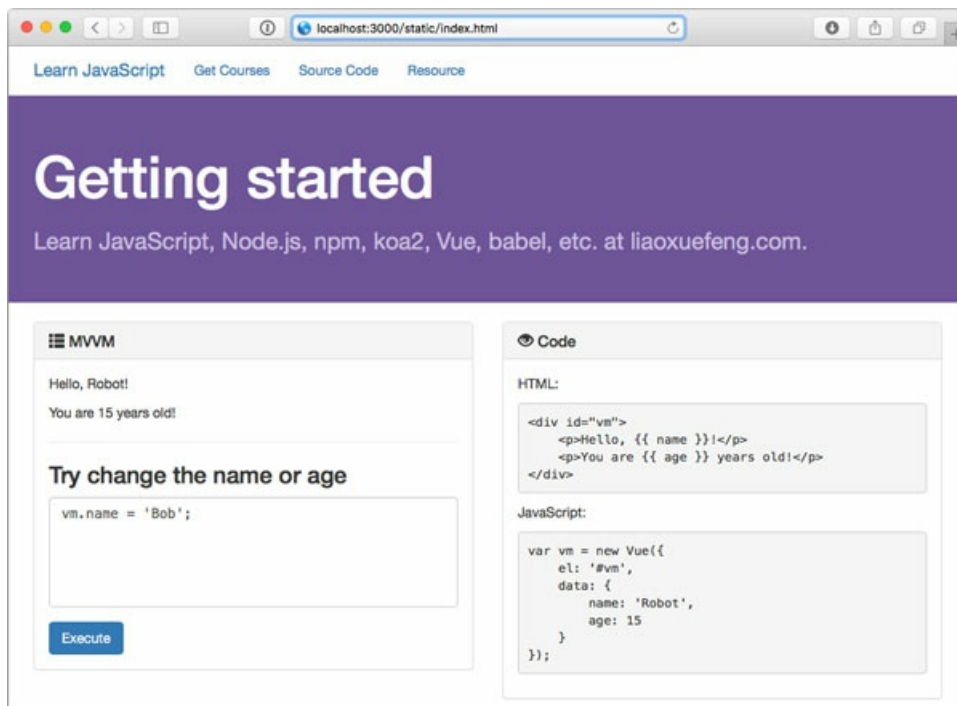 localhost:3000/static/index.html
Learn JavaScript Get Courses Source Code Resource
Getting started
Learn JavaScript, Node.js, npm, koa2, Vue, babel, etc. at liaoxuefeng.com.
MVVM
Hello, Robot!
You are 15 years old!
Try change the name or age
vm.name = 'Bob';
Execute
Code
HTML:
<div id="vm">
    <p>Hello, {{ name }}!</p>
    <p>You are {{ age }} years old!</p>
</div>
JavaScript:
var vm = new Vue({
    el: '#vm',
    data: {
        name: 'Robot',
        age: 15
    }
});